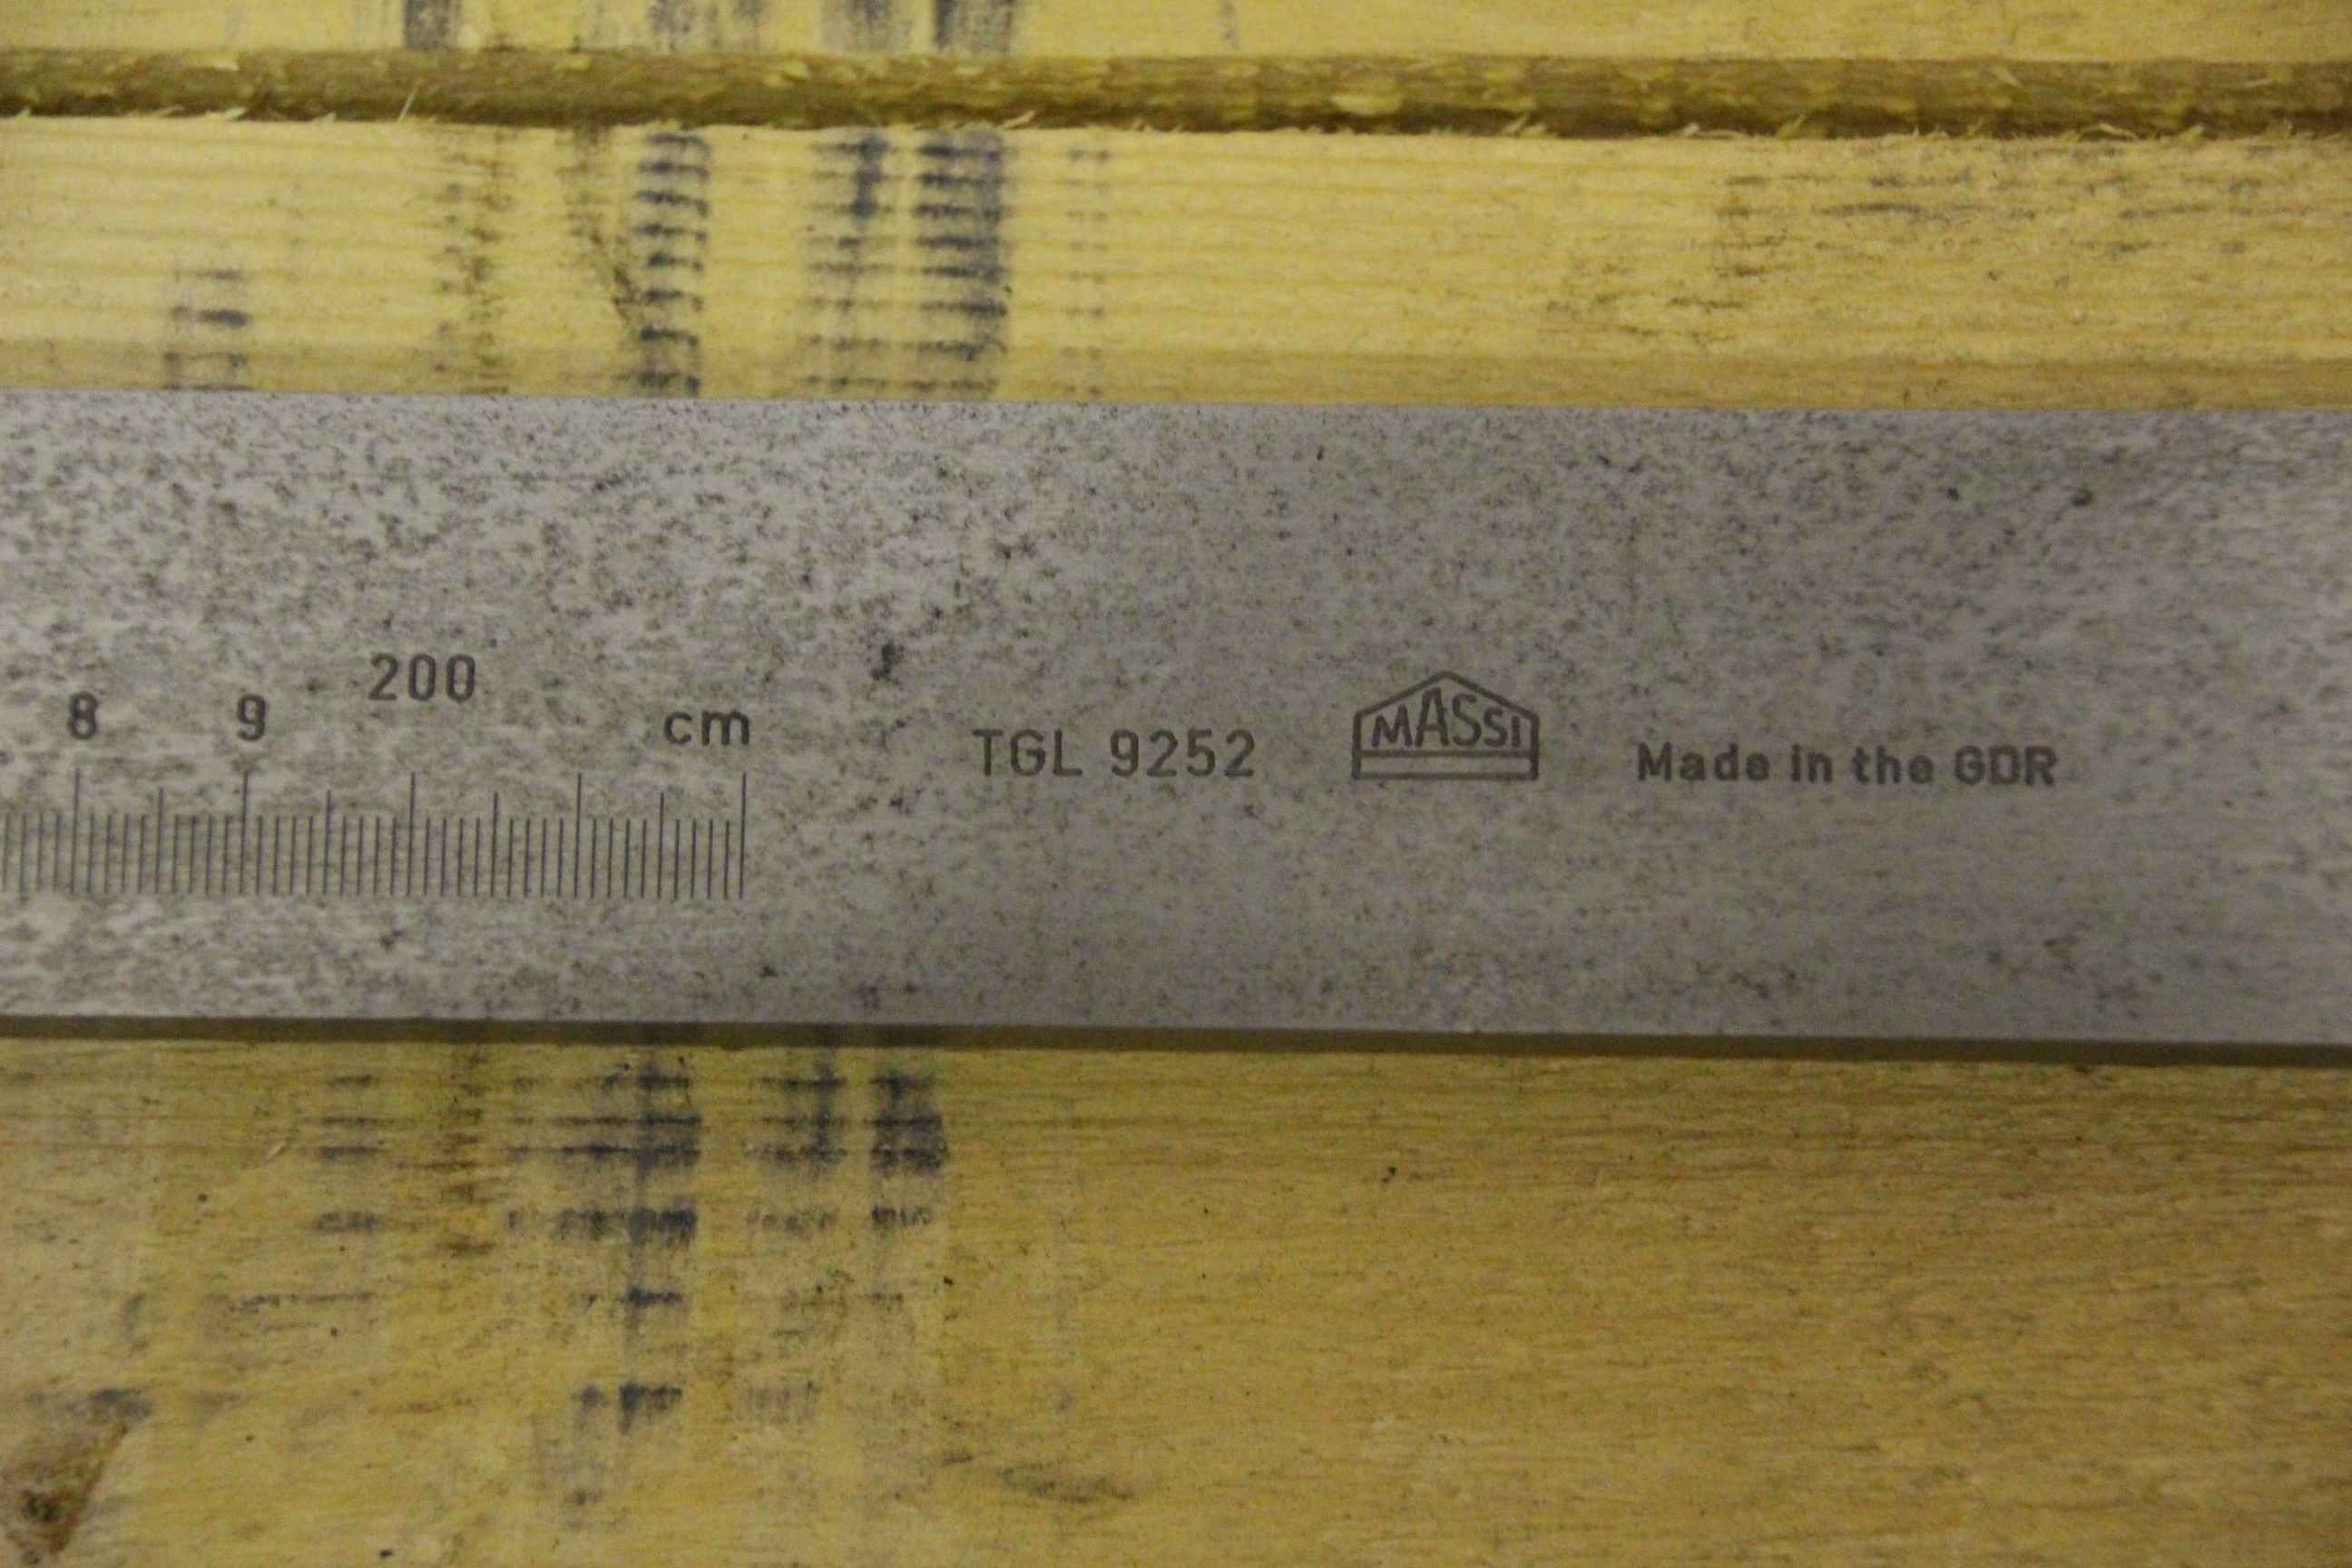 8 9 200 cm
TGL 9252 MASSI Made in the GDR